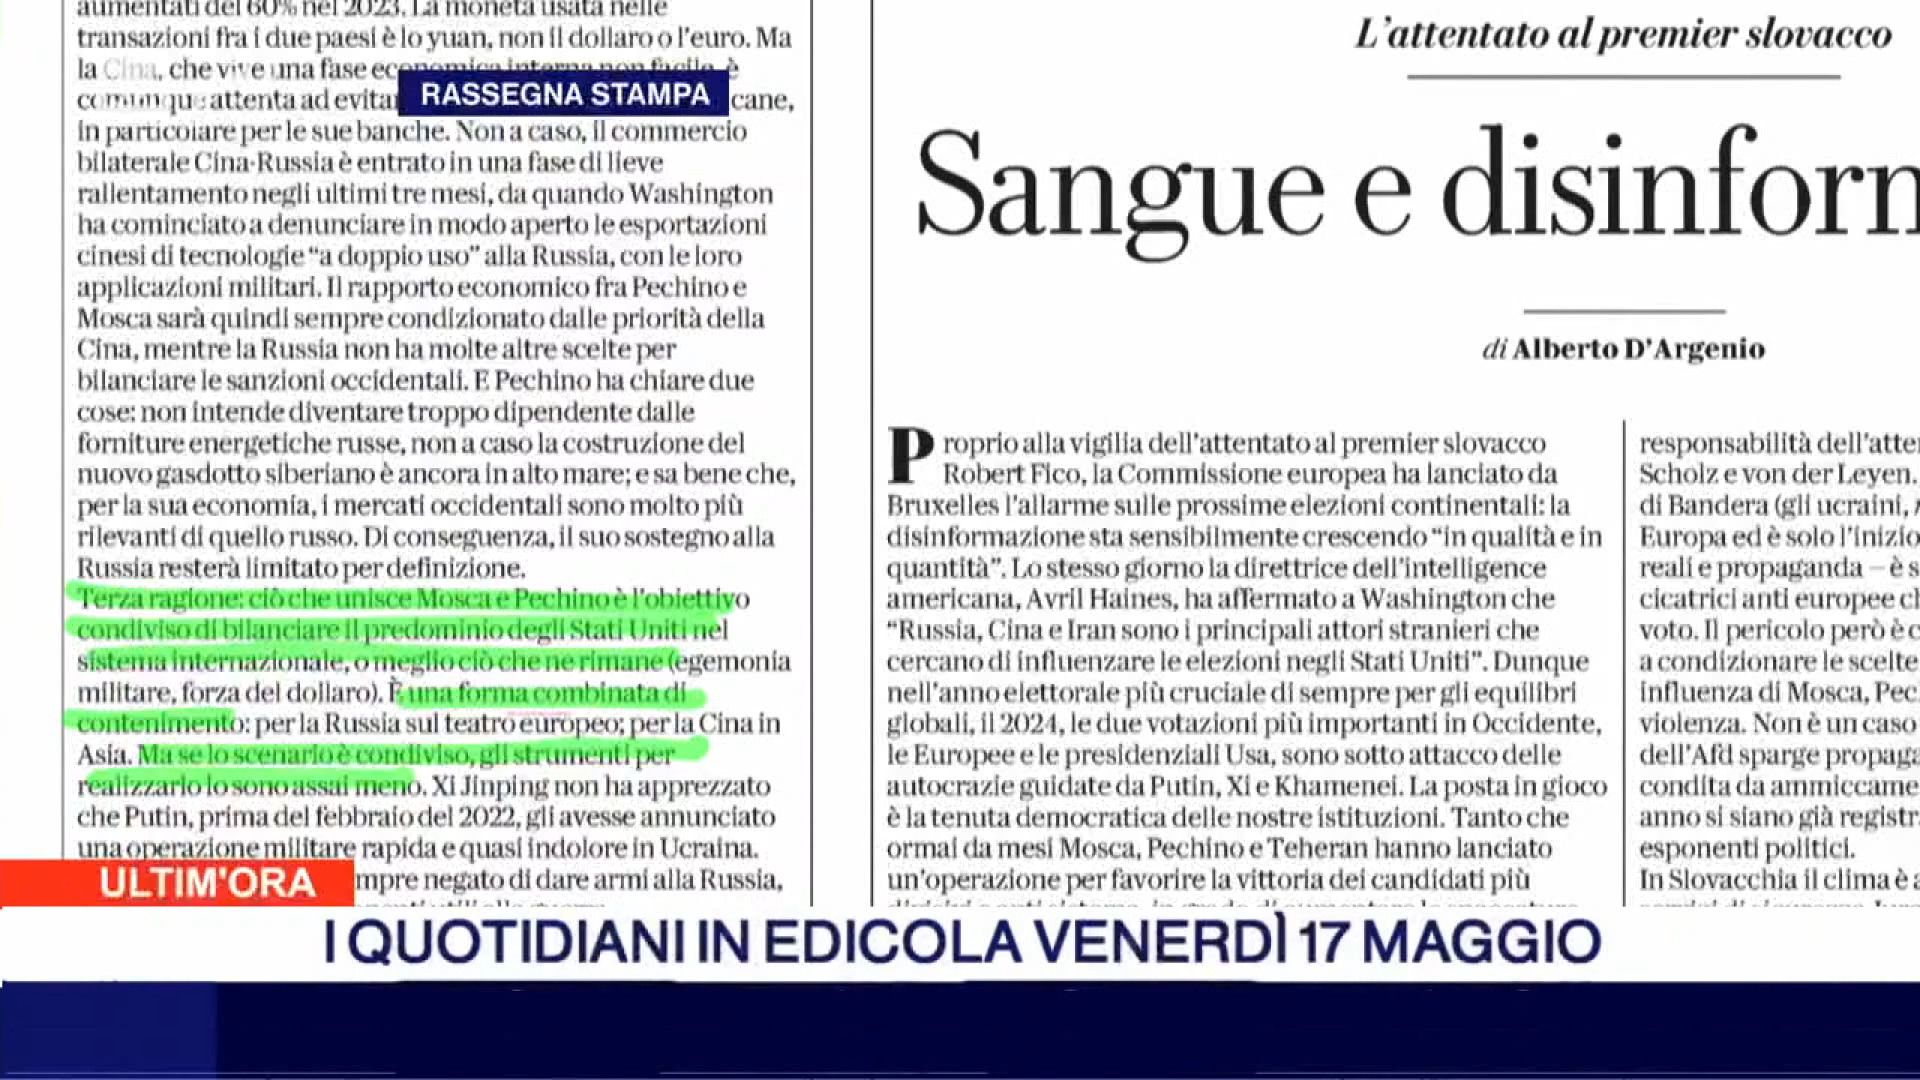 aumentati del 60% nel 2023. La moneta usata nelle
transazioni fra i due paesi è lo yuan, non il dollaro o l'euro. Ma
la Cina, che vive una fase economica interna non facile, è
comunque attenta ad evitar cane,
RASSEGNA STAMPA
in particolare per le sue banche. Non a caso, il commercio
bilaterale Cina-Russia è entrato in una fase di lieve
rallentamento negli ultimi tre mesi, da quando Washington
ha cominciato a denunciare in modo aperto le esportazioni
cinesi di tecnologie “a doppio uso” alla Russia, con le loro
applicazioni militari. Il rapporto economico fra Pechino e
Mosca sarà quindi sempre condizionato dalle priorità della
Cina, mentre la Russia non ha molte altre scelte per
bilanciare le sanzioni occidentali. E Pechino ha chiare due
cose: non intende diventare troppo dipendente dalle
forniture energetiche russe, non a caso la costruzione del
nuovo gasdotto siberiano è ancora in alto mare; e sa bene che,
per la sua economia, i mercati occidentali sono molto più
rilevanti di quello russo. Di conseguenza, il suo sostegno alla
Russia resterà limitato per definizione.
Terza ragione: ciò che unisce Mosca e Pechino è l'obiettivo
condiviso di bilanciare il predominio degli Stati Uniti nel
sistema internazionale, o meglio ciò che ne rimane (egemonia
militare, forza del dollaro). È una forma combinata di
contenimento: per la Russia sul teatro europeo; per la Cina in
Asia. Ma se lo scenario è condiviso, gli strumenti per
realizzarlo lo sono assai meno. Xi Jinping non ha apprezzato
che Putin, prima del febbraio del 2022, gli avesse annunciato
una operazione militare rapida e quasi indolore in Ucraina.
mpre negato di dare armi alla Russia,
L'attentato al premier slovacco
Sangue e disinform
di Alberto D'Argenio
Proprio alla vigilia dell'attentato al premier slovacco
Robert Fico, la Commissione europea ha lanciato da
Bruxelles l'allarme sulle prossime elezioni continentali: la
disinformazione sta sensibilmente crescendo “in qualità e in
quantità”. Lo stesso giorno la direttrice dell'intelligence
americana, Avril Haines, ha affermato a Washington che
“Russia, Cina e Iran sono i principali attori stranieri che
cercano di influenzare le elezioni negli Stati Uniti”. Dunque
nell'anno elettorale più cruciale di sempre per gli equilibri
globali, il 2024, le due votazioni più importanti in Occidente,
le Europee e le presidenziali Usa, sono sotto attacco delle
autocrazie guidate da Putin, Xi e Khamenei. La posta in gioco
è la tenuta democratica delle nostre istituzioni. Tanto che
ormai da mesi Mosca, Pechino e Teheran hanno lanciato
un'operazione per favorire la vittoria dei candidati più
responsabilità dell'atte
Scholz e von der Leyen.
di Bandera (gli ucraini,
Europa ed è solo l'inizio
reali e propaganda – è s
cicatrici anti europee ch
voto. Il pericolo però è c
a condizionare le scelte
influenza di Mosca, Pec
violenza. Non è un caso
dell'Afd sparge propaga
condita da ammiccame
anno si siano già registr
esponenti politici.
In Slovacchia il clima è a
ULTIM'ORA
I QUOTIDIANI IN EDICOLA VENERDÌ 17 MAGGIO